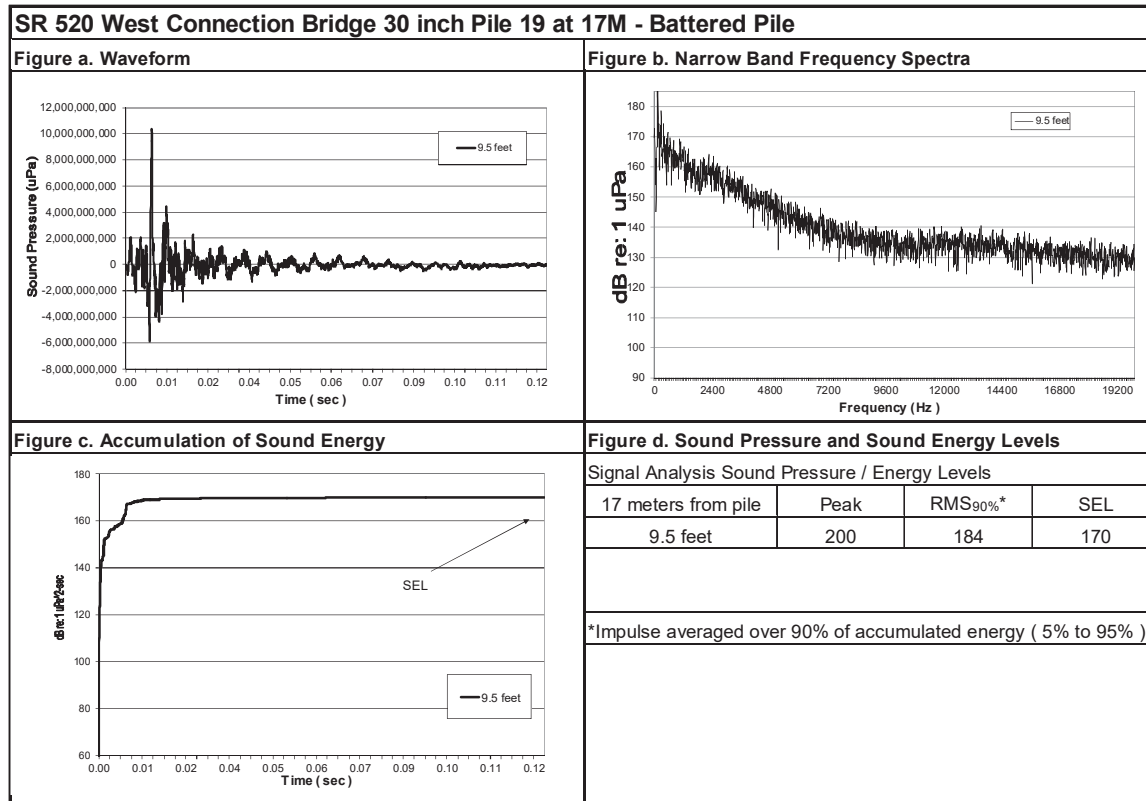 SR 520 West Connection Bridge 30 inch Pile 19 at 17M - Battered Pile
Figure a. Waveform
12,000,000,000
10,000,000,000
8,000,000,000
6,000,000,000
4,000,000,000
2,000,000,000
0
-2,000,000,000
-4,000,000,000
-6,000,000,000
-8,000,000,000
Sound Pressure (uPa)
9.5 feet
0.00 0.01 0.02 0.03 0.04 0.05 0.06 0.07 0.08 0.09 0.12
Time ( sec )
Figure b. Narrow Band Frequency Spectra
180
170
160
150
140
130
120
110
100
90
dB re: 1 uPa
9.5 feet
0 2400 4800 7200 9600 12000 14400 16800 19200
Frequency ( Hz )
Figure c. Accumulation of Sound Energy
180
160
140
120
100
80
60
dB re: 1 uPa^2-sec
SEL
9.5 feet
0.00 0.01 0.02 0.03 0.04 0.05 0.07 0.08 0.09 0.10 0.12
Time ( sec )
Figure d. Sound Pressure and Sound Energy Levels
Signal Analysis Sound Pressure / Energy Levels
17 meters from pile Peak RMS90%* SEL
9.5 feet 200 184 170
*Impulse averaged over 90% of accumulated energy ( 5% to 95% )